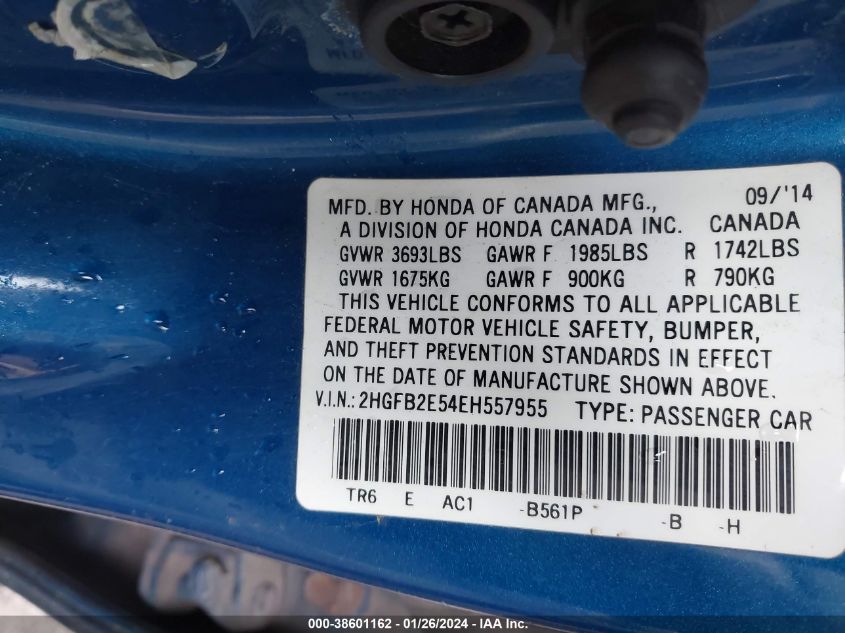 MFD. BY HONDA OF CANADA MFG., 09/'14
A DIVISION OF HONDA CANADA INC. CANADA
GVWR 3693LBS GAWR F 1985LBS R 1742LBS
GVWR 1675KG GAWR F 900KG R 790KG
THIS VEHICLE CONFORMS TO ALL APPLICABLE
FEDERAL MOTOR VEHICLE SAFETY, BUMPER,
AND THEFT PREVENTION STANDARDS IN EFFECT
ON THE DATE OF MANUFACTURE SHOWN ABOVE.
V.I.N.: 2HGFB2E54EH557955 TYPE: PASSENGER CAR
TR6 E AC1 -B561P -B -H
000-38601162 - 01/26/2024 - IAA Inc.